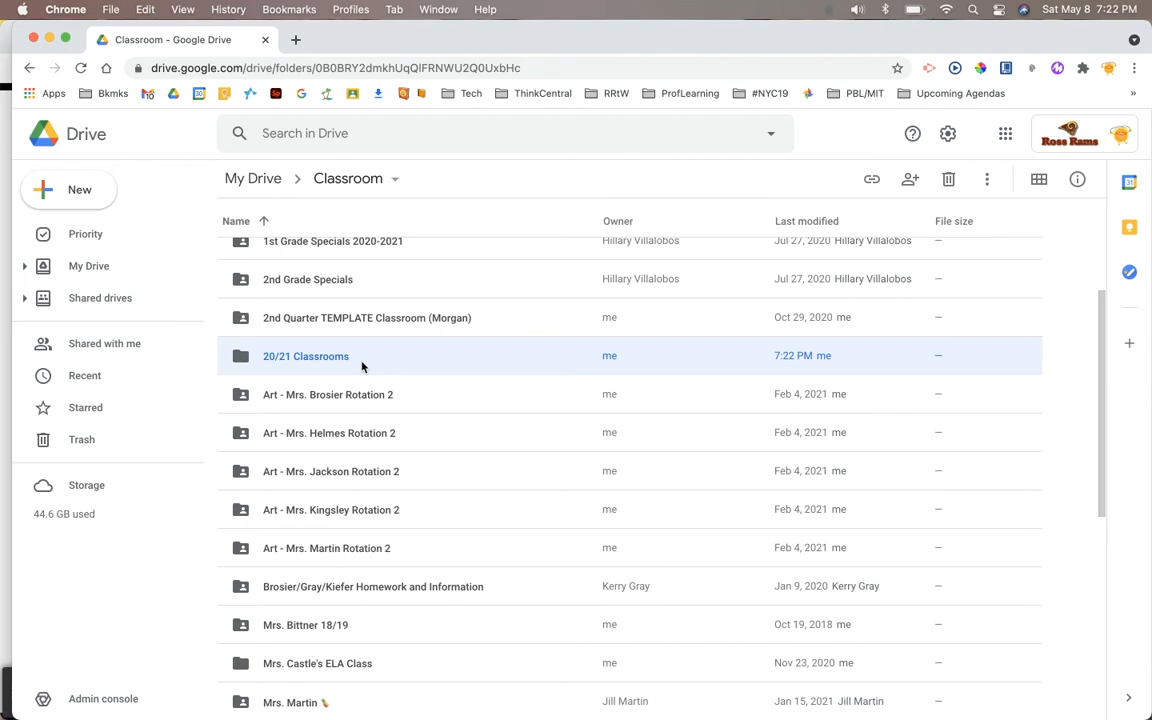 Chrome File Edit View History Bookmarks Profiles Tab Window Help Sat May 8 7:22 PM
Classroom - Google Drive
drive.google.com/drive/folders/0B0BRY2dmkhUqQlFRNWU2Q0UxbHc
Apps Bkmks Tech ThinkCentral RRtW ProfLearning #NYC19 PBL/MIT Upcoming Agendas »
Drive Search in Drive Ross Rams
New
My Drive Classroom
Priority
My Drive
Shared drives
Shared with me
Recent
Starred
Trash
Storage
44.6 GB used
Admin console
Name Owner Last modified File size
1st Grade Specials 2020-2021 Hillary Villalobos Jul 27, 2020 Hillary Villalobos –
2nd Grade Specials Hillary Villalobos Jul 27, 2020 Hillary Villalobos –
2nd Quarter TEMPLATE Classroom (Morgan) me Oct 29, 2020 me –
20/21 Classrooms me 7:22 PM me –
Art - Mrs. Brosier Rotation 2 me Feb 4, 2021 me –
Art - Mrs. Helmes Rotation 2 me Feb 4, 2021 me –
Art - Mrs. Jackson Rotation 2 me Feb 4, 2021 me –
Art - Mrs. Kingsley Rotation 2 me Feb 4, 2021 me –
Art - Mrs. Martin Rotation 2 me Feb 4, 2021 me –
Brosier/Gray/Kiefer Homework and Information Kerry Gray Jan 9, 2020 Kerry Gray –
Mrs. Bittner 18/19 me Oct 19, 2018 me –
Mrs. Castle's ELA Class me Nov 23, 2020 me –
Mrs. Martin Jill Martin Jan 15, 2021 Jill Martin –